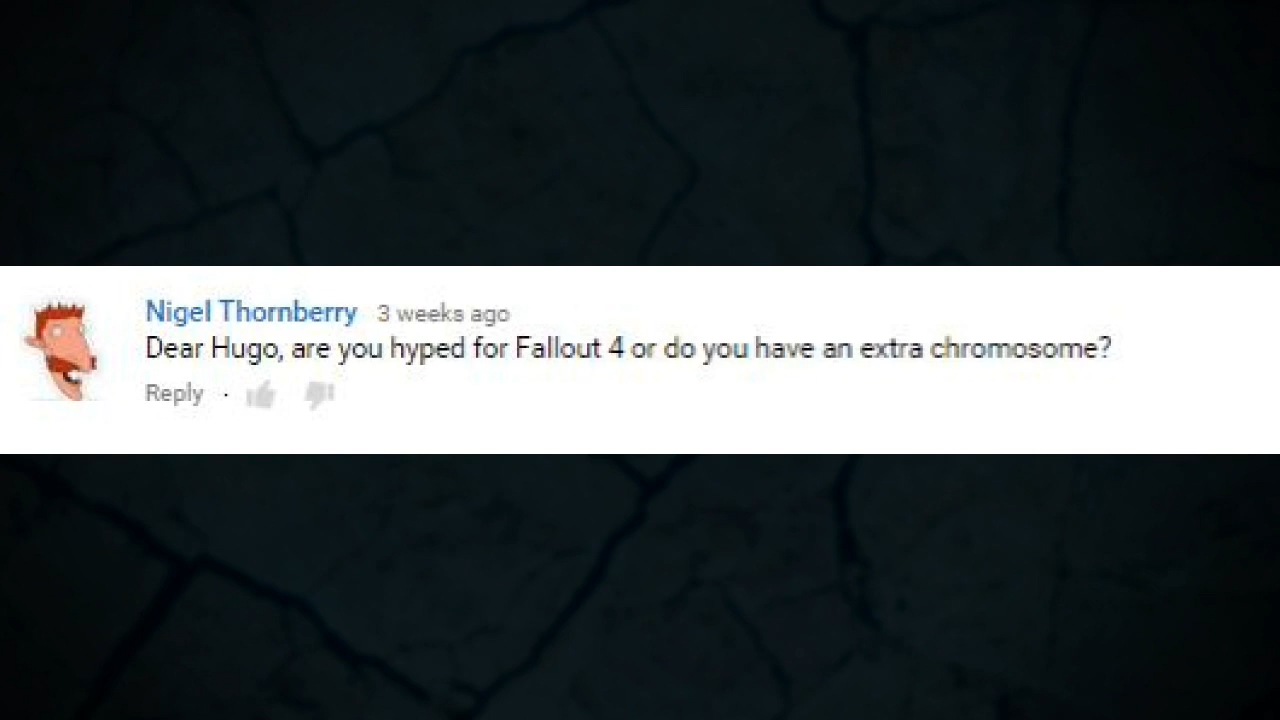 Nigel Thornberry 3 weeks ago
Dear Hugo, are you hyped for Fallout 4 or do you have an extra chromosome?
Reply ·